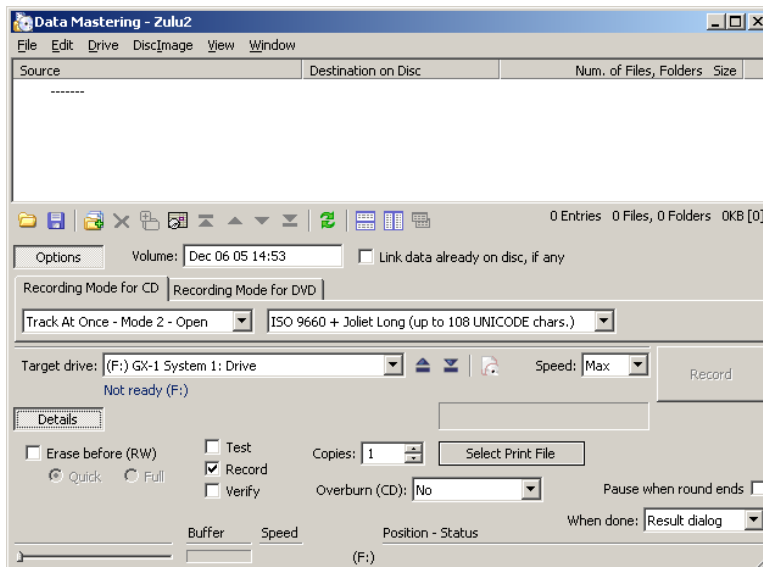 Data Mastering - Zulu2
File Edit Drive DiscImage View Window
Source Destination on Disc Num. of Files, Folders Size
-------
0 Entries 0 Files, 0 Folders 0KB [0]
Options Volume: Dec 06 05 14:53 Link data already on disc, if any
Recording Mode for CD Recording Mode for DVD
Track At Once - Mode 2 - Open ISO 9660 + Joliet Long (up to 108 UNICODE chars.)
Target drive: (F:) GX-1 System 1: Drive Speed: Max Record
Not ready (F:)
Details
Erase before (RW) Test Copies: 1 Select Print File
Quick Full Record
Verify Overburn (CD): No Pause when round ends
When done: Result dialog
Buffer Speed Position - Status
(F:)